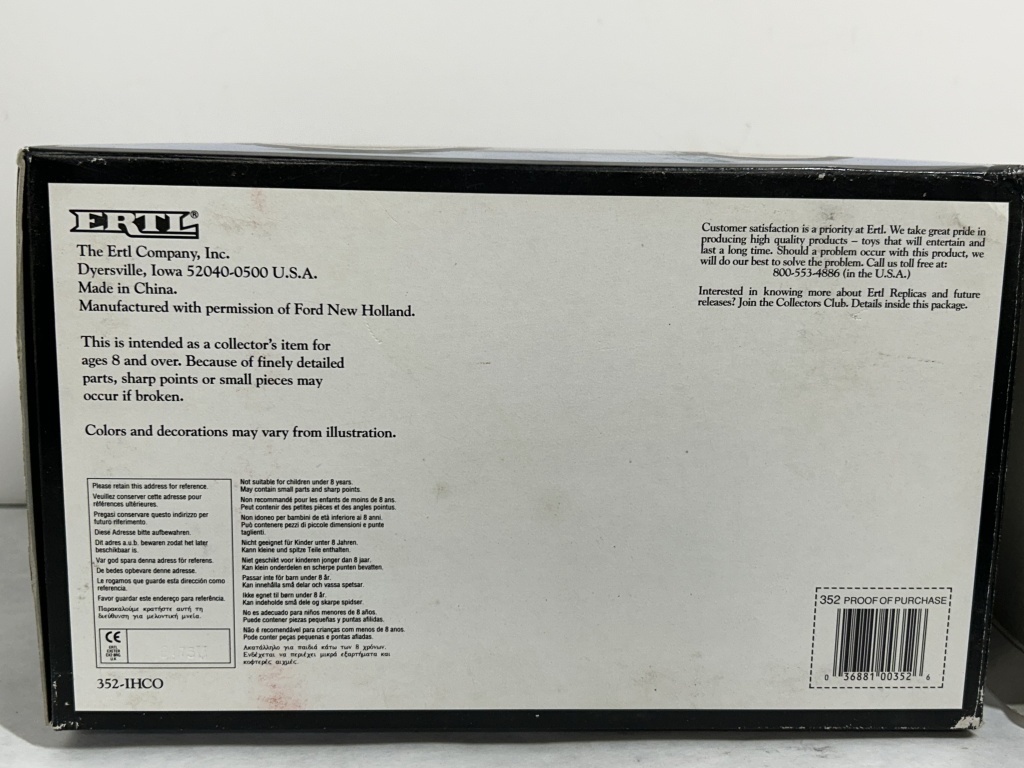 ERTL®
The Ertl Company, Inc.
Dyersville, Iowa 52040-0500 U.S.A.
Made in China.
Manufactured with permission of Ford New Holland.
This is intended as a collector's item for
ages 8 and over. Because of finely detailed
parts, sharp points or small pieces may
occur if broken.
Colors and decorations may vary from illustration.
Customer satisfaction is a priority at Ertl. We take great pride in
producing high quality products – toys that will entertain and
last a long time. Should a problem occur with this product, we
will do our best to solve the problem. Call us toll free at:
800-553-4886 (in the U.S.A.)
Interested in knowing more about Ertl Replicas and future
releases? Join the Collectors Club. Details inside this package.
Please retain this address for reference.
Veuillez conserver cette adresse pour
références ultérieures.
Pregasi conservare questo indirizzo per
futuro riferimento.
Diese Adresse bitte aufbewahren.
Dit adres a.u.b. bewaren zodat het later
beschikbaar is.
Var god spara denna adress för referens.
De bedes opbevare denne adresse.
Le rogamos que guarde esta dirección como
referencia.
Favor guardar este endereço para referência.
Παρακαλούμε κρατήστε αυτή τη
διεύθυνση για μελοντική μνεία.
CE
ERTL
EXETER
EX2
U.K.
352-IHCO
Not suitable for children under 8 years.
May contain small parts and sharp points.
Non recommandé pour les enfants de moins de 8 ans.
Peut contenir des petites pièces et des angles pointus.
Non idoneo per bambini de età inferiore ai 8 anni.
Può contenere pezzi di piccole dimensioni e punte
taglienti.
Nicht geeignet für Kinder unter 8 Jahren.
Kann kleine und spitze Teile enthalten.
Niet geschikt voor kinderen jonger dan 8 jaar.
Kan klein onderdelen en scherpe punten bevatten.
Passar inte för barn under 8 år.
Kan innehålla små delar och vassa spetsar.
Ikke egnet til børn under 8 år.
Kan indeholde små dele og skarpe spidser.
No es adecuado para niños menores de 8 años.
Puede contener piezas pequeñas y puntas afiladas.
Não é recomendável para crianças com menos de 8 anos.
Pode conter peças pequenas e pontas afiadas.
Ακατάλληλο για παιδιά κάτω των 8 χρόνων.
Ενδέχεται να περιέχει μικρά εξαρτήματα και
κοφτερές αιχμές.
352 PROOF OF PURCHASE
0 36881 00352 6